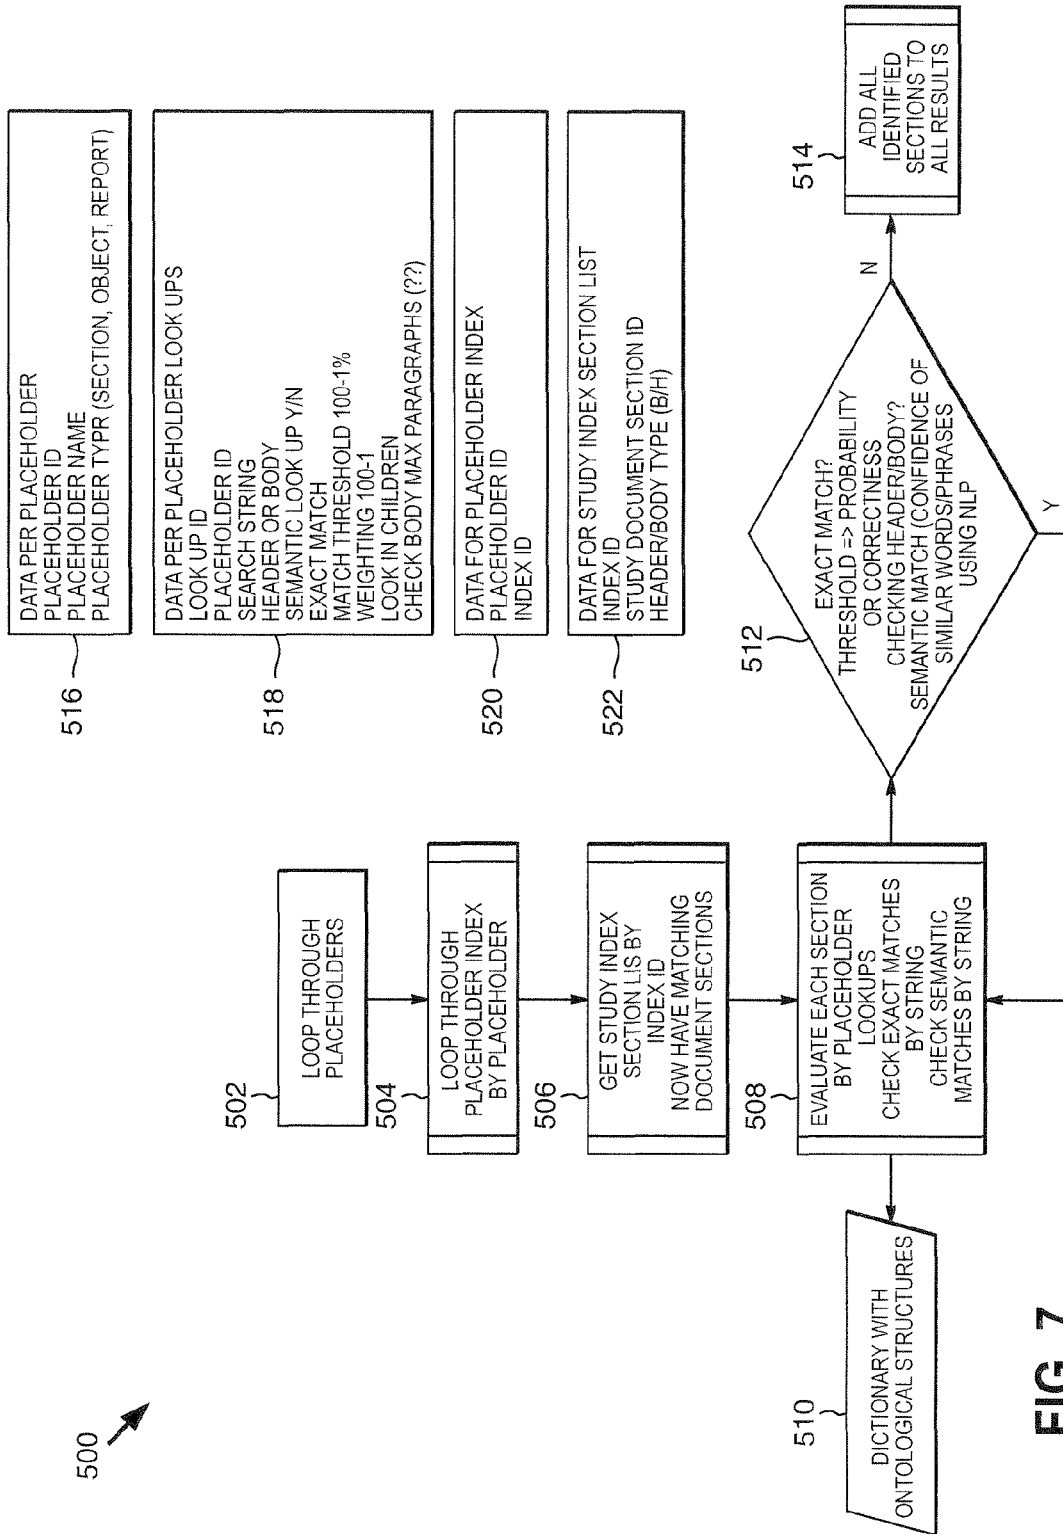 500
502
LOOP THROUGH
PLACEHOLDERS
504
LOOP THROUGH
PLACEHOLDER INDEX
BY PLACEHOLDER
506
GET STUDY INDEX
SECTION LIS BY
INDEX ID
NOW HAVE MATCHING
DOCUMENT SECTIONS
508
EVALUATE EACH SECTION
BY PLACEHOLDER
LOOKUPS
CHECK EXACT MATCHES
BY STRING
CHECK SEMANTIC
MATCHES BY STRING
510
DICTIONARY WITH
ONTOLOGICAL STRUCTURES
512
EXACT MATCH?
THRESHOLD => PROBABILITY
OR CORRECTNESS
CHECKING HEADER/BODY?
SEMANTIC MATCH (CONFIDENCE OF
SIMILAR WORDS/PHRASES
USING NLP
N
Y
514
ADD ALL
IDENTIFIED
SECTIONS TO
ALL RESULTS
516
DATA PER PLACEHOLDER
PLACEHOLDER ID
PLACEHOLDER NAME
PLACEHOLDER TYPR (SECTION, OBJECT, REPORT)
518
DATA PER PLACEHOLDER LOOK UPS
LOOK UP ID
PLACEHOLDER ID
SEARCH STRING
HEADER OR BODY
SEMANTIC LOOK UP Y/N
EXACT MATCH
MATCH THRESHOLD 100-1%
WEIGHTING 100-1
LOOK IN CHILDREN
CHECK BODY MAX PARAGRAPHS (??)
520
DATA FOR PLACEHOLDER INDEX
PLACEHOLDER ID
INDEX ID
522
DATA FOR STUDY INDEX SECTION LIST
INDEX ID
STUDY DOCUMENT SECTION ID
HEADER/BODY TYPE (B/H)
FIG. 7